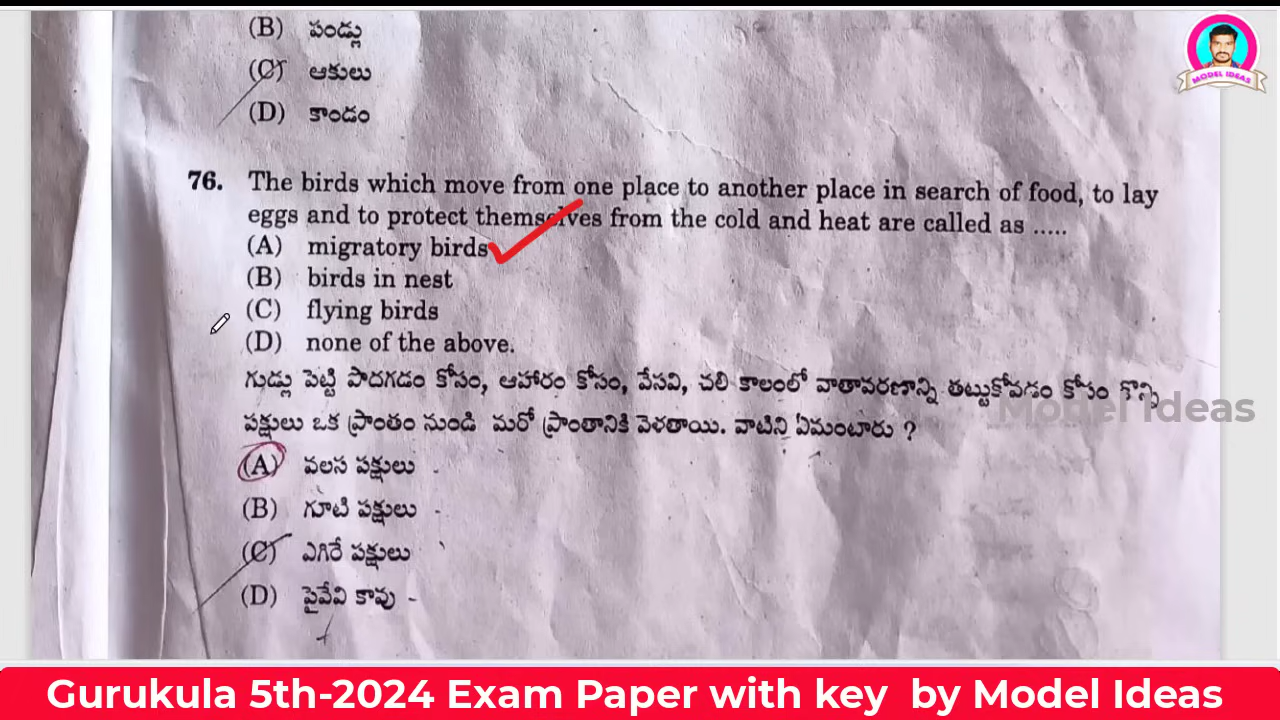 (B) పండ్లు
(C) ఆకులు
(D) కాండం
MODEL IDEAS
76. The birds which move from one place to another place in search of food, to lay
eggs and to protect themselves from the cold and heat are called as .....
(A) migratory birds
(B) birds in nest
(C) flying birds
(D) none of the above.
గుడ్లు పెట్టి పొదగడం కోసం, ఆహారం కోసం, వేసవి, చలి కాలంలో వాతావరణాన్ని తట్టుకోవడం కోసం కొన్ని
పక్షులు ఒక ప్రాంతం నుండి మరో ప్రాంతానికి వెళతాయి. వాటిని ఏమంటారు ?
Model Ideas
(A) వలస పక్షులు
(B) గూటి పక్షులు
(C) ఎగిరే పక్షులు
(D) పైవేవి కావు
Gurukula 5th-2024 Exam Paper with key by Model Ideas